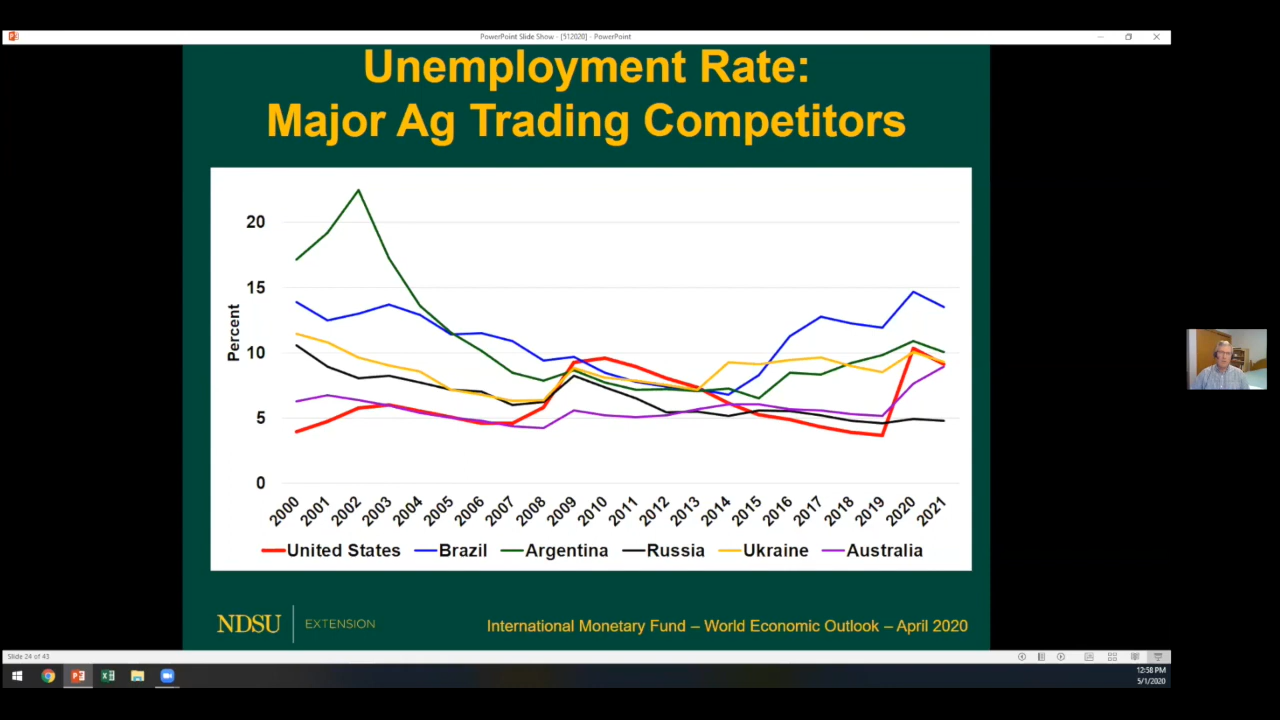 PowerPoint Slide Show - [512020] - PowerPoint
Unemployment Rate:
Major Ag Trading Competitors
Percent
20
15
10
5
0
2000 2001 2002 2003 2004 2005 2006 2007 2008 2009 2010 2011 2012 2013 2014 2015 2016 2017 2018 2019 2020 2021
United States Brazil Argentina Russia Ukraine Australia
NDSU EXTENSION
International Monetary Fund – World Economic Outlook – April 2020
Slide 24 of 43
12:58 PM
5/1/2020